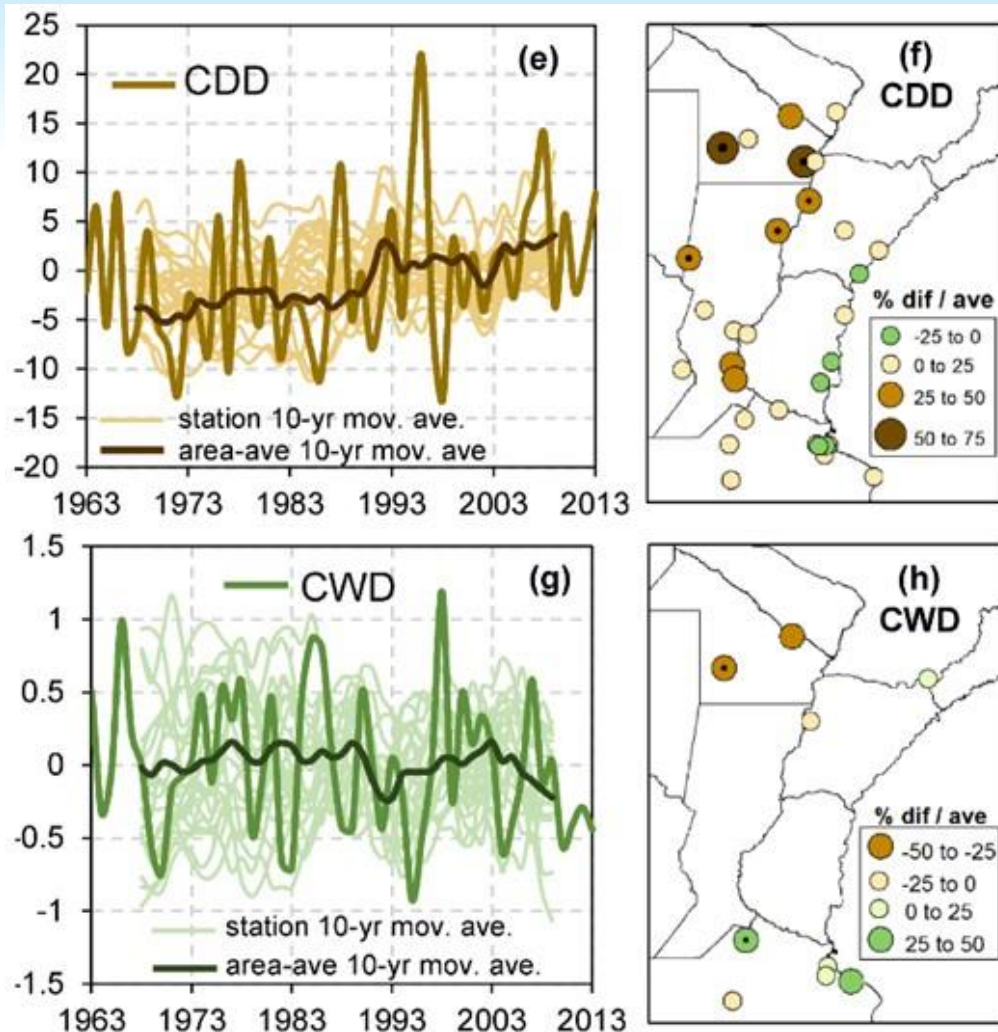 25
20
15
10
5
0
-5
-10
-15
-20
(e)
CDD
station 10-yr mov. ave.
area-ave 10-yr mov. ave
1963 1973 1983 1993 2003 2013
(f)
CDD
% dif / ave
-25 to 0
0 to 25
25 to 50
50 to 75
1.5
1
0.5
0
-0.5
-1
-1.5
(g)
CWD
station 10-yr mov. ave.
area-ave 10-yr mov. ave.
1963 1973 1983 1993 2003 2013
(h)
CWD
% dif / ave
-50 to -25
-25 to 0
0 to 25
25 to 50